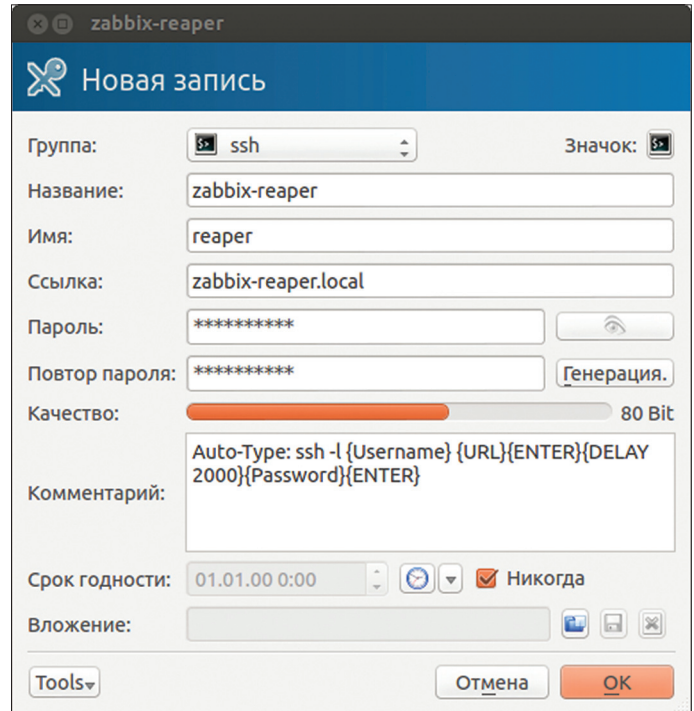 zabbix-reaper
Новая запись
Группа: ssh Значок:
Название: zabbix-reaper
Имя: reaper
Ссылка: zabbix-reaper.local
Пароль: **********
Повтор пароля: ********** Генерация.
Качество: 80 Bit
Auto-Type: ssh -l {Username} {URL}{ENTER}{DELAY
2000}{Password}{ENTER}
Комментарий:
Срок годности: 01.01.00 0:00 Никогда
Вложение:
Tools Отмена OK